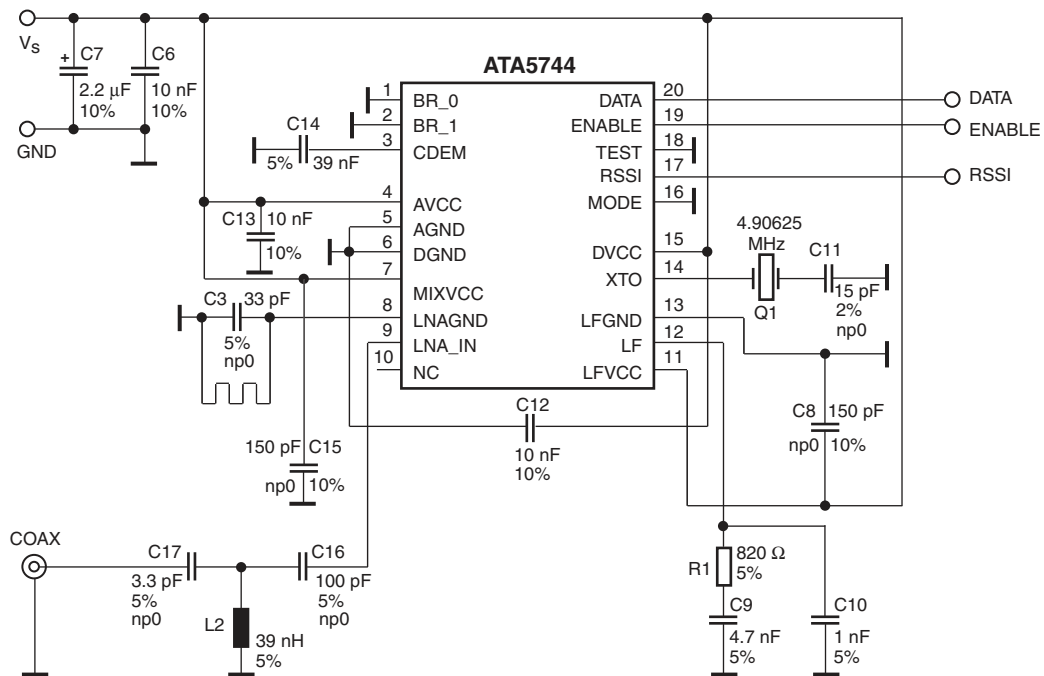 V_S
+ C7
2.2 µF
10%
C6
10 nF
10%
GND
ATA5744
1 BR_0
2 BR_1
3 CDEM
4 AVCC
5 AGND
6 DGND
7 MIXVCC
8 LNAGND
9 LNA_IN
10 NC
DATA 20
ENABLE 19
TEST 18
RSSI 17
MODE 16
DVCC 15
XTO 14
LFGND 13
LF 12
LFVCC 11
DATA
ENABLE
RSSI
C14
5% 39 nF
C13 10 nF
10%
C3 33 pF
5%
np0
4.90625
MHz
Q1
C11
15 pF
2%
np0
C12
10 nF
10%
C8 150 pF
np0 10%
150 pF C15
np0 10%
COAX
C17
3.3 pF
5%
np0
C16
100 pF
5%
np0
L2
39 nH
5%
R1 820 Ω
5%
C9
4.7 nF
5%
C10
1 nF
5%